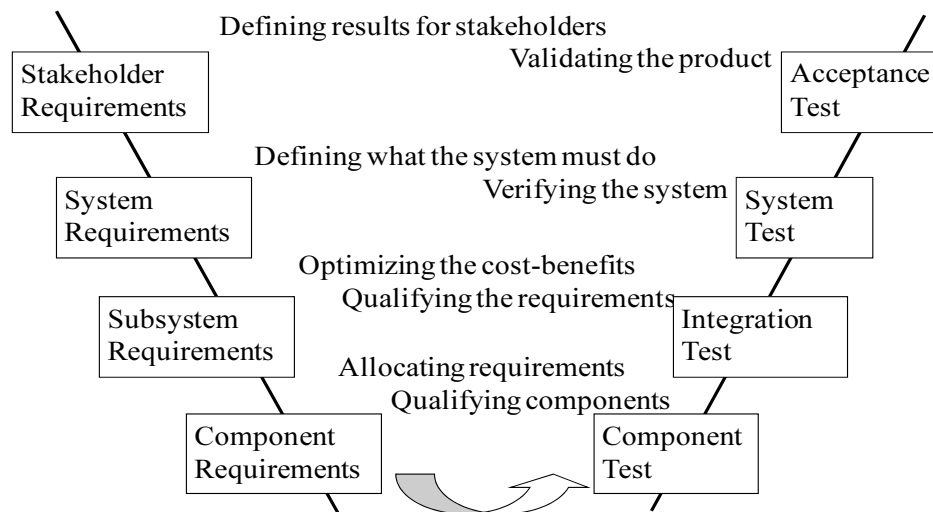 Defining results for stakeholders
Validating the product
Stakeholder
Requirements
Acceptance
Test
Defining what the system must do
Verifying the system
System
Requirements
System
Test
Optimizing the cost-benefits
Qualifying the requirements
Subsystem
Requirements
Integration
Test
Allocating requirements
Qualifying components
Component
Requirements
Component
Test